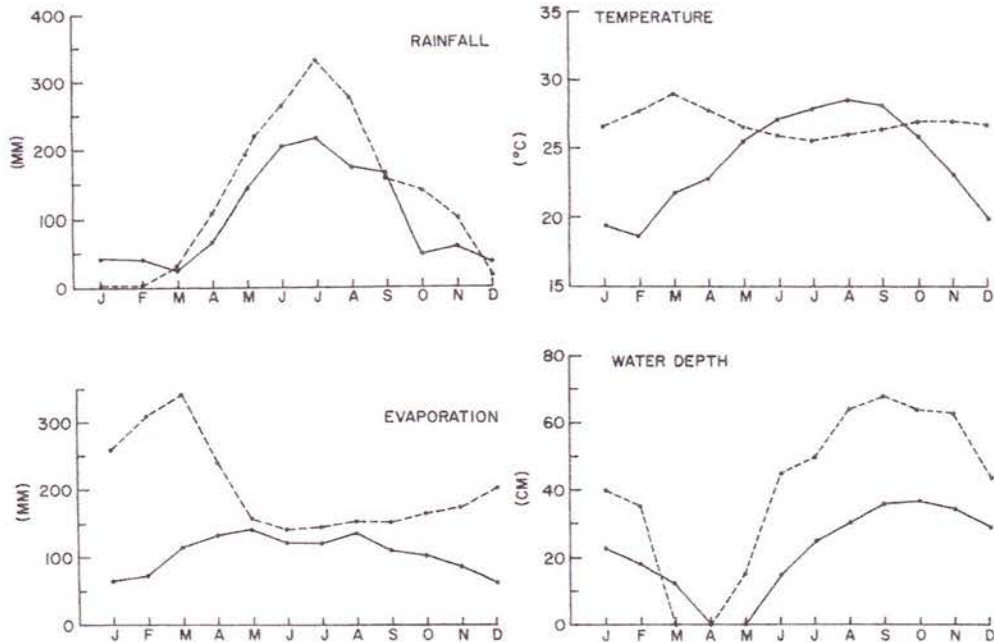 RAINFALL
(MM)
400
300
200
100
0
J F M A M J J A S O N D
TEMPERATURE
(°C)
35
30
25
20
15
J F M A M J J A S O N D
EVAPORATION
(MM)
300
200
100
0
J F M A M J J A S O N D
WATER DEPTH
(CM)
80
60
40
20
0
J F M A M J J A S O N D